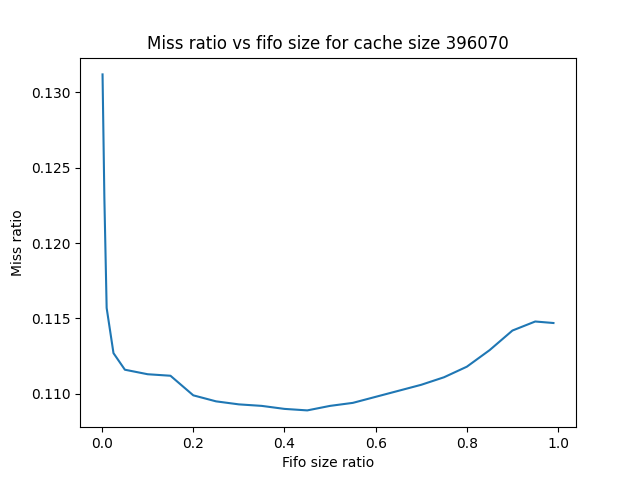 Miss ratio vs fifo size for cache size 396070
Miss ratio
0.130
0.125
0.120
0.115
0.110
0.0 0.2 0.4 0.6 0.8 1.0
Fifo size ratio